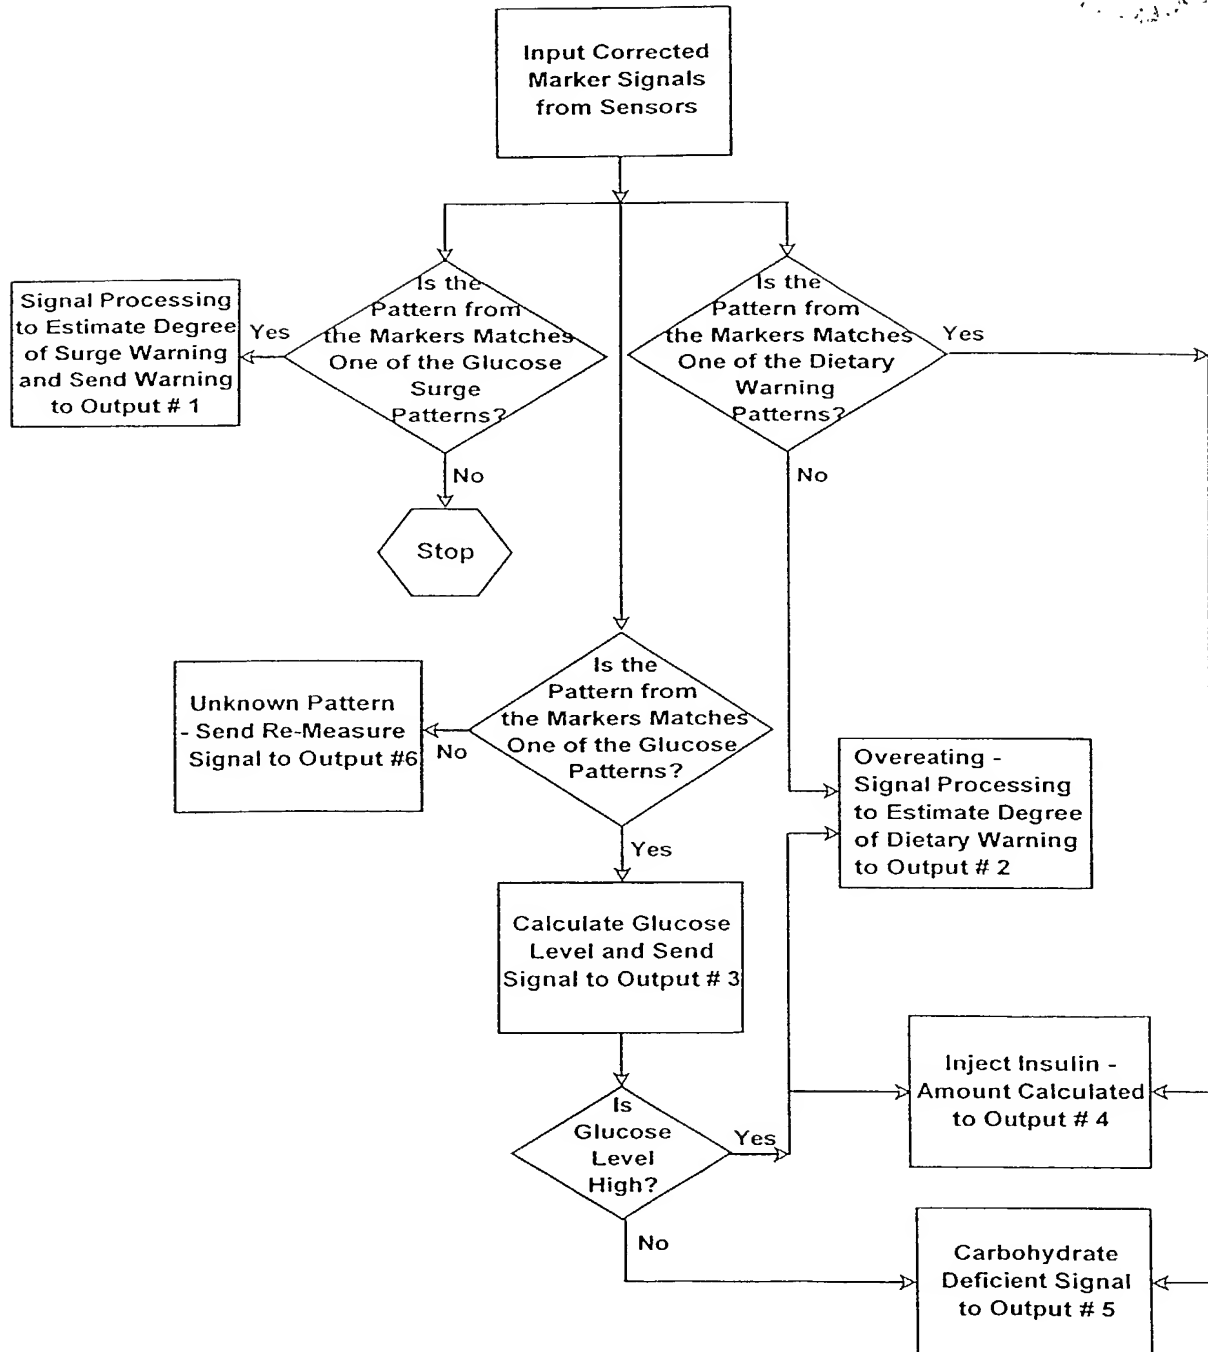 Input Corrected
Marker Signals
from Sensors
Is the
Pattern from
the Markers Matches
One of the Glucose
Surge
Patterns?
Yes
Signal Processing
to Estimate Degree
of Surge Warning
and Send Warning
to Output # 1
No
Stop
Is the
Pattern from
the Markers Matches
One of the Dietary
Warning
Patterns?
Yes
No
Is the
Pattern from
the Markers Matches
One of the Glucose
Patterns?
No
Unknown Pattern
- Send Re-Measure
Signal to Output #6
Yes
Overeating -
Signal Processing
to Estimate Degree
of Dietary Warning
to Output # 2
Calculate Glucose
Level and Send
Signal to Output # 3
Is
Glucose
Level
High?
Yes
Inject Insulin -
Amount Calculated
to Output # 4
No
Carbohydrate
Deficient Signal
to Output # 5